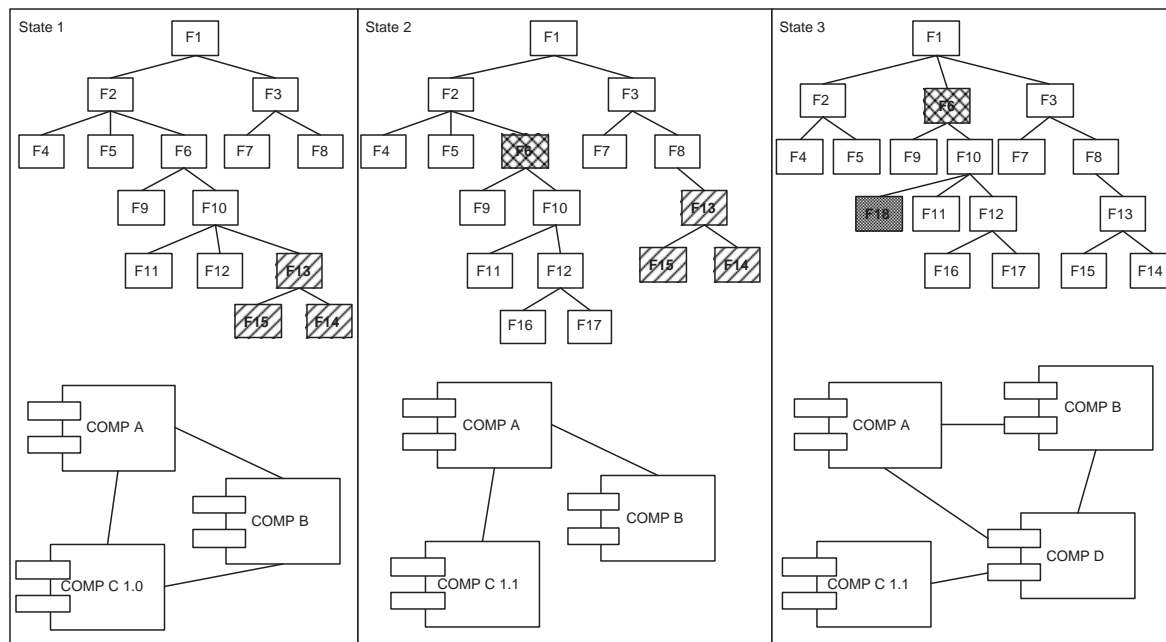 State 1
F1
F2
F3
F4
F5
F6
F7
F8
F9
F10
F11
F12
F13
F15
F14
COMP A
COMP B
COMP C 1.0
State 2
F1
F2
F3
F4
F5
F6
F7
F8
F9
F10
F13
F11
F12
F15
F14
F16
F17
COMP A
COMP B
COMP C 1.1
State 3
F1
F2
F6
F3
F4
F5
F9
F10
F7
F8
F18
F11
F12
F13
F16
F17
F15
F14
COMP A
COMP B
COMP D
COMP C 1.1